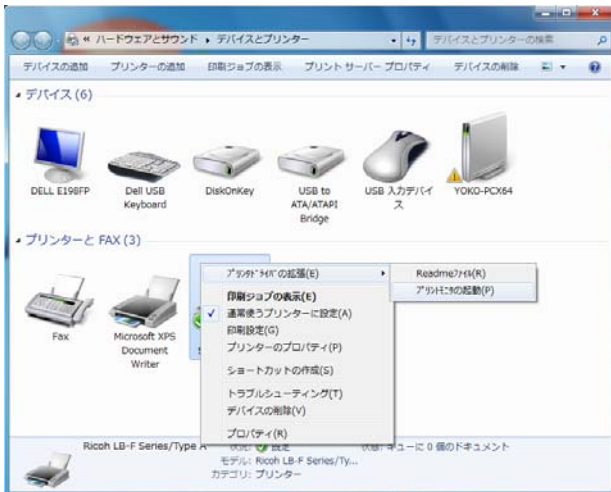 « ハードウェアとサウンド ▸ デバイスとプリンター
デバイスとプリンターの検索
デバイスの追加 プリンターの追加 印刷ジョブの表示 プリント サーバー プロパティ デバイスの削除
デバイス (6)
DELL E198FP
Dell USB
Keyboard
DiskOnKey
USB to
ATA/ATAPI
Bridge
USB 入力デバイ
ス
YOKO-PCX64
プリンターと FAX (3)
Fax
Microsoft XPS
Document
Writer
ﾌﾟﾘﾝﾀﾄﾞﾗｲﾊﾞの拡張(E)
Readmeﾌｧｲﾙ(R)
ﾌﾟﾘﾝﾄﾓﾆﾀの起動(P)
印刷ジョブの表示(E)
通常使うプリンターに設定(A)
印刷設定(G)
プリンターのプロパティ(P)
ショートカットの作成(S)
トラブルシューティング(T)
デバイスの削除(V)
プロパティ(R)
Ricoh LB-F Series/Type A 状態: キューに 0 個のドキュメント
モデル: Ricoh LB-F Series/Ty...
カテゴリ: プリンター